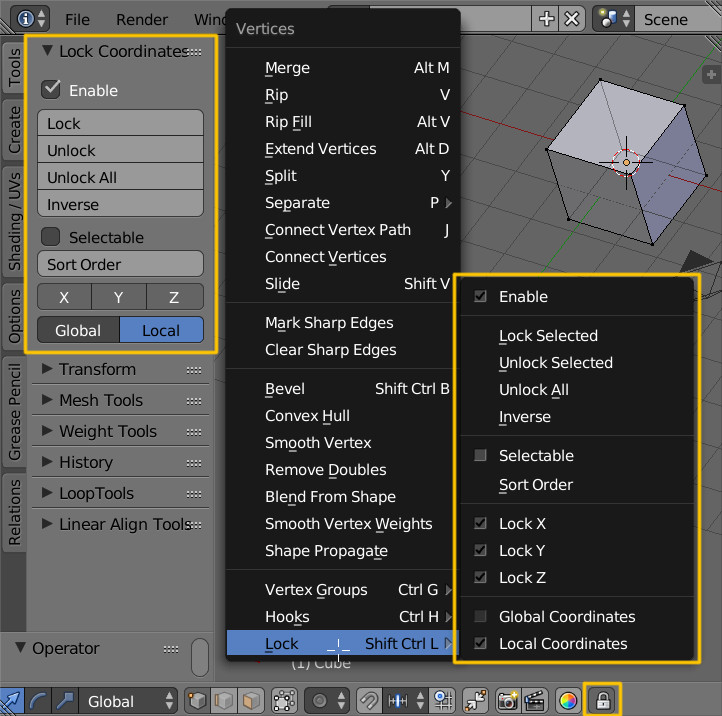 File
Render
Scene
Tools
Create
Shading / UVs
Options
Grease Pencil
Relations
Lock Coordinates
Enable
Lock
Unlock
Unlock All
Inverse
Selectable
Sort Order
X Y Z
Global Local
Transform
Mesh Tools
Weight Tools
History
LoopTools
Linear Align Tools
Operator
Vertices
Merge Alt M
Rip V
Rip Fill Alt V
Extend Vertices Alt D
Split Y
Separate P
Connect Vertex Path J
Connect Vertices
Slide Shift V
Mark Sharp Edges
Clear Sharp Edges
Bevel Shift Ctrl B
Convex Hull
Smooth Vertex
Remove Doubles
Blend From Shape
Smooth Vertex Weights
Shape Propagate
Vertex Groups Ctrl G
Hooks Ctrl H
Lock Shift Ctrl L
Enable
Lock Selected
Unlock Selected
Unlock All
Inverse
Selectable
Sort Order
Lock X
Lock Y
Lock Z
Global Coordinates
Local Coordinates
(1) Cube
Global